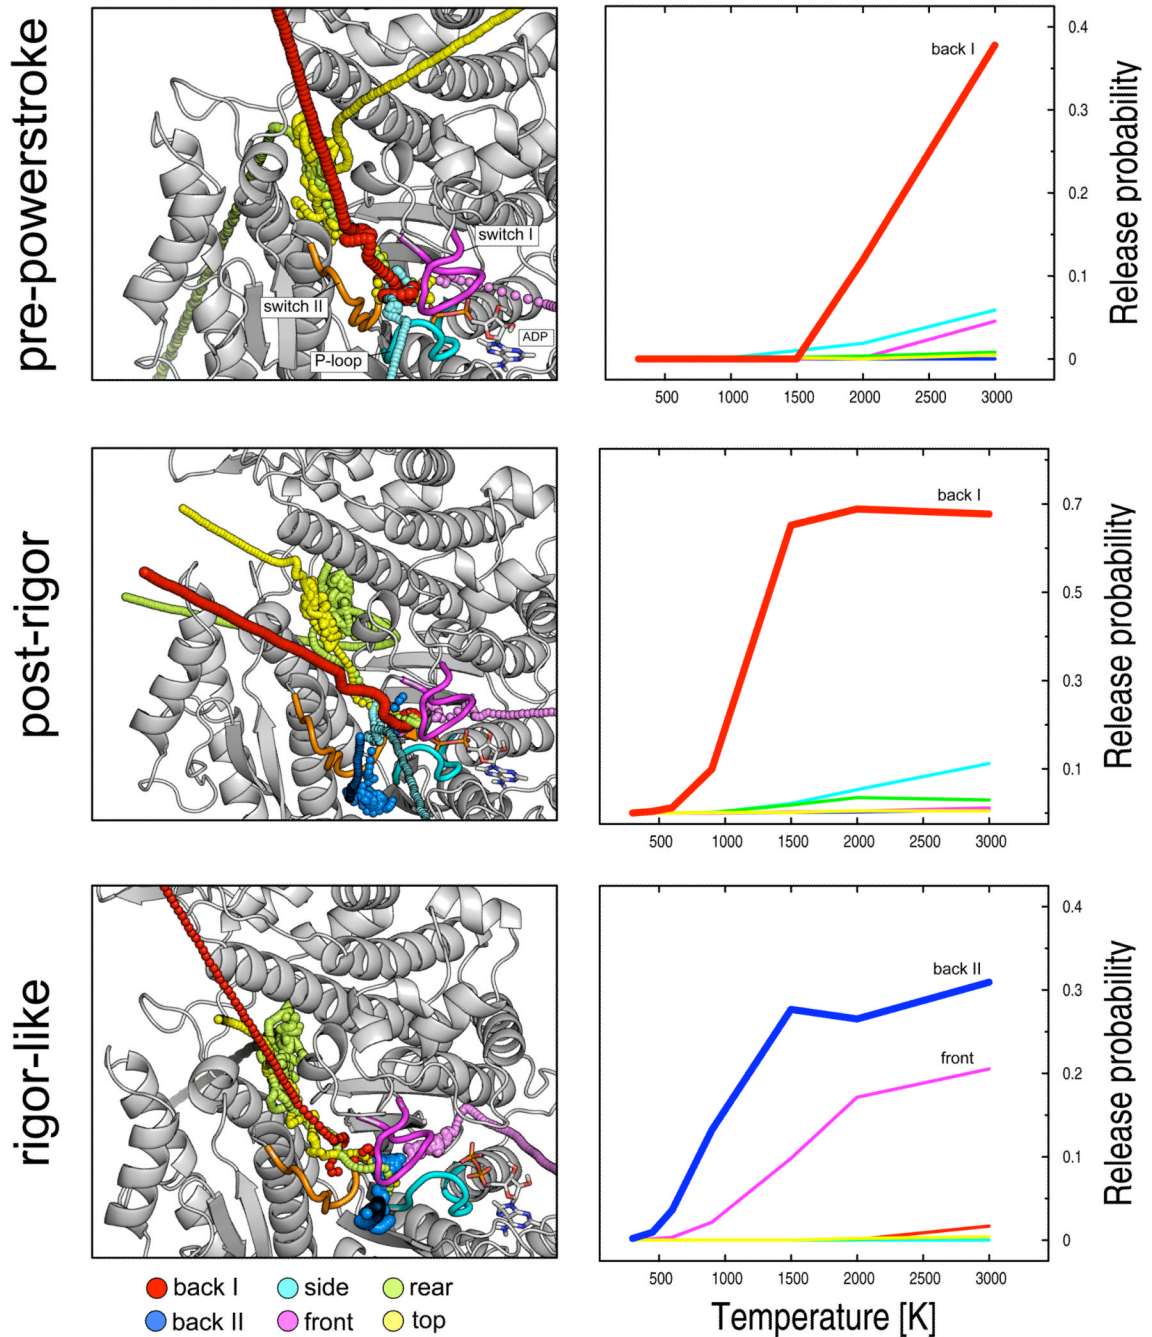 pre-powerstroke
switch I
switch II
ADP
P-loop
back I
0.4
0.3
0.2
0.1
0
Release probability
500 1000 1500 2000 2500 3000
post-rigor
back I
0.7
0.5
0.3
0.1
Release probability
500 1000 1500 2000 2500 3000
rigor-like
back II
front
0.4
0.3
0.2
0.1
0
Release probability
500 1000 1500 2000 2500 3000
Temperature [K]
back I side rear
back II front top